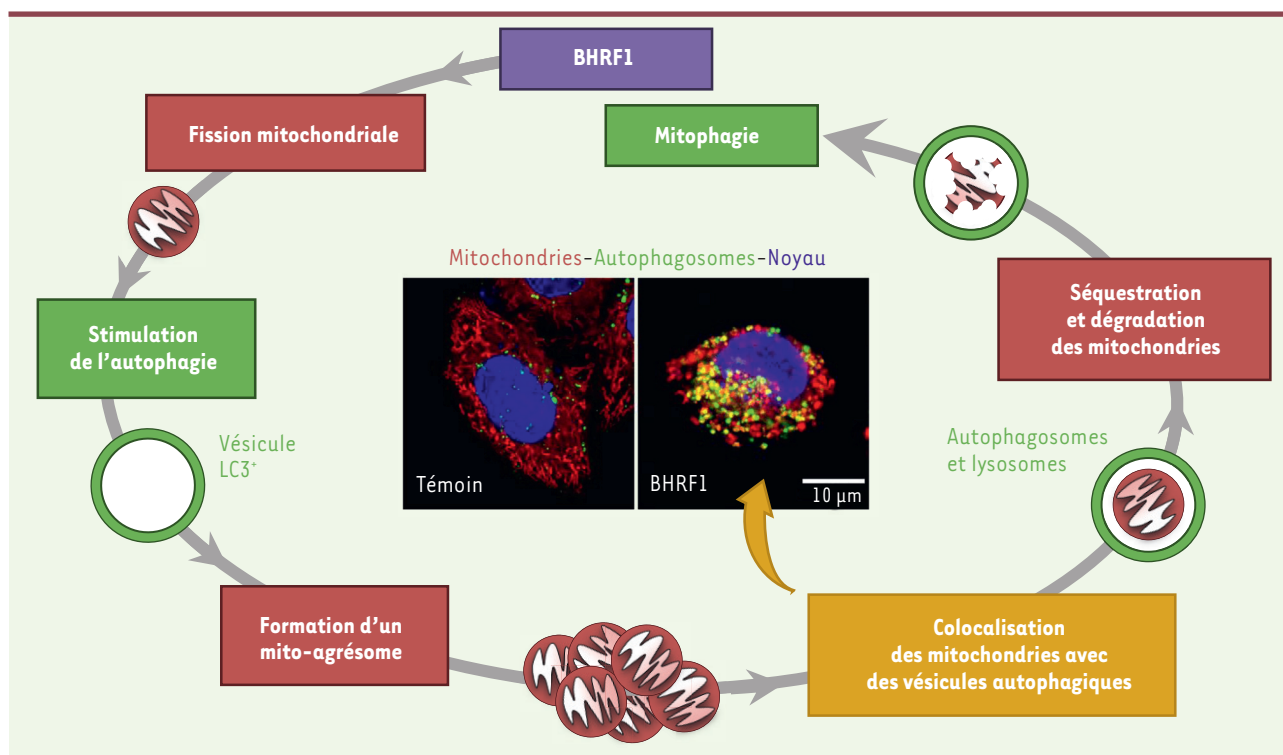 BHRF1
Fission mitochondriale
Mitophagie
Mitochondries–Autophagosomes–Noyau
Stimulation
de l'autophagie
Séquestration
et dégradation
des mitochondries
Vésicule
LC3⁺
Témoin
BHRF1
10 µm
Autophagosomes
et lysosomes
Formation d'un
mito-agrésome
Colocalisation
des mitochondries avec
des vésicules autophagiques